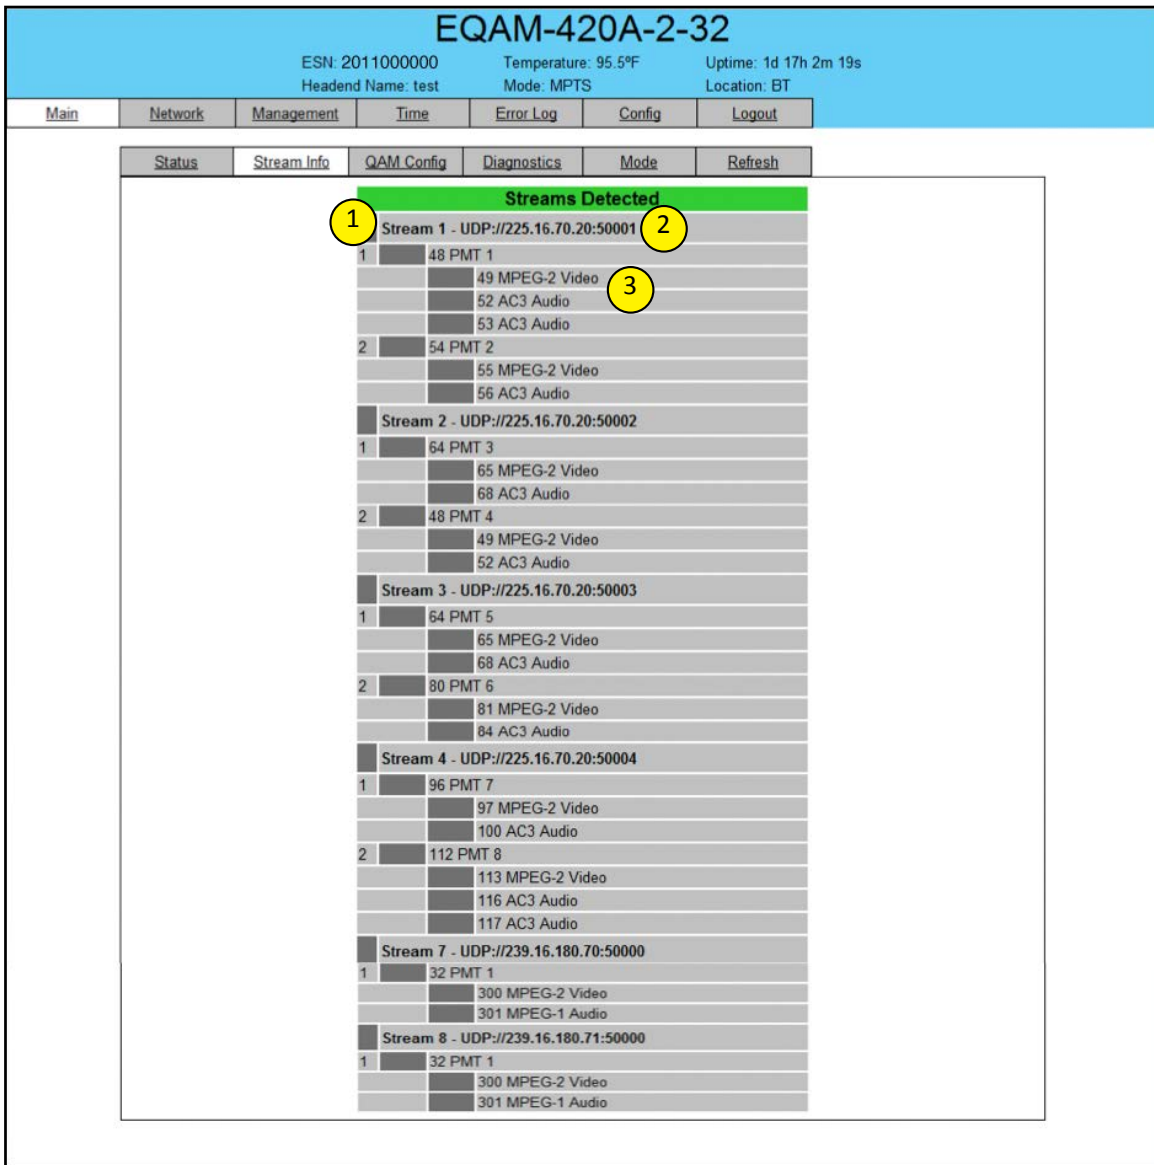 EQAM-420A-2-32
ESN: 2011000000 Temperature: 95.5ºF Uptime: 1d 17h 2m 19s
Headend Name: test Mode: MPTS Location: BT
Main Network Management Time Error Log Config Logout
Status Stream Info QAM Config Diagnostics Mode Refresh
Streams Detected
1 Stream 1 - UDP://225.16.70.20:50001 2
1 48 PMT 1
49 MPEG-2 Video 3
52 AC3 Audio
53 AC3 Audio
2 54 PMT 2
55 MPEG-2 Video
56 AC3 Audio
Stream 2 - UDP://225.16.70.20:50002
1 64 PMT 3
65 MPEG-2 Video
68 AC3 Audio
2 48 PMT 4
49 MPEG-2 Video
52 AC3 Audio
Stream 3 - UDP://225.16.70.20:50003
1 64 PMT 5
65 MPEG-2 Video
68 AC3 Audio
2 80 PMT 6
81 MPEG-2 Video
84 AC3 Audio
Stream 4 - UDP://225.16.70.20:50004
1 96 PMT 7
97 MPEG-2 Video
100 AC3 Audio
2 112 PMT 8
113 MPEG-2 Video
116 AC3 Audio
117 AC3 Audio
Stream 7 - UDP://239.16.180.70:50000
1 32 PMT 1
300 MPEG-2 Video
301 MPEG-1 Audio
Stream 8 - UDP://239.16.180.71:50000
1 32 PMT 1
300 MPEG-2 Video
301 MPEG-1 Audio